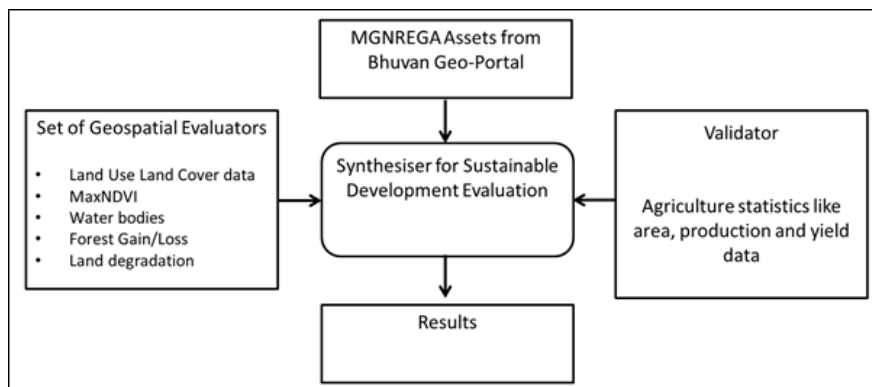 MGNREGA Assets from
Bhuvan Geo-Portal
Set of Geospatial Evaluators
• Land Use Land Cover data
• MaxNDVI
• Water bodies
• Forest Gain/Loss
• Land degradation
Synthesiser for Sustainable
Development Evaluation
Validator
Agriculture statistics like
area, production and yield
data
Results